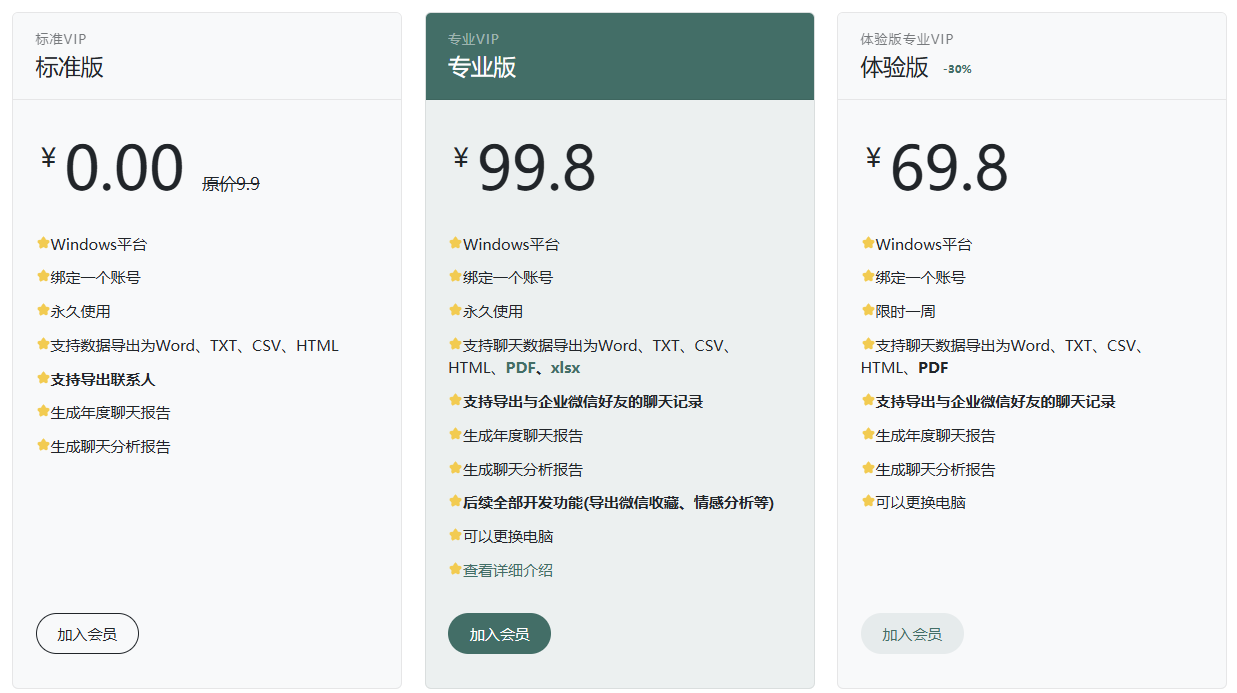 标准VIP
标准版
¥ 0.00 原价9.9
Windows平台
绑定一个账号
永久使用
支持数据导出为Word、TXT、CSV、HTML
支持导出联系人
生成年度聊天报告
生成聊天分析报告
加入会员
专业VIP
专业版
¥ 99.8
Windows平台
绑定一个账号
永久使用
支持聊天数据导出为Word、TXT、CSV、
HTML、PDF、xlsx
支持导出与企业微信好友的聊天记录
生成年度聊天报告
生成聊天分析报告
后续全部开发功能(导出微信收藏、情感分析等)
可以更换电脑
查看详细介绍
加入会员
体验版专业VIP
体验版 -30%
¥ 69.8
Windows平台
绑定一个账号
限时一周
支持聊天数据导出为Word、TXT、CSV、
HTML、PDF
支持导出与企业微信好友的聊天记录
生成年度聊天报告
生成聊天分析报告
可以更换电脑
加入会员